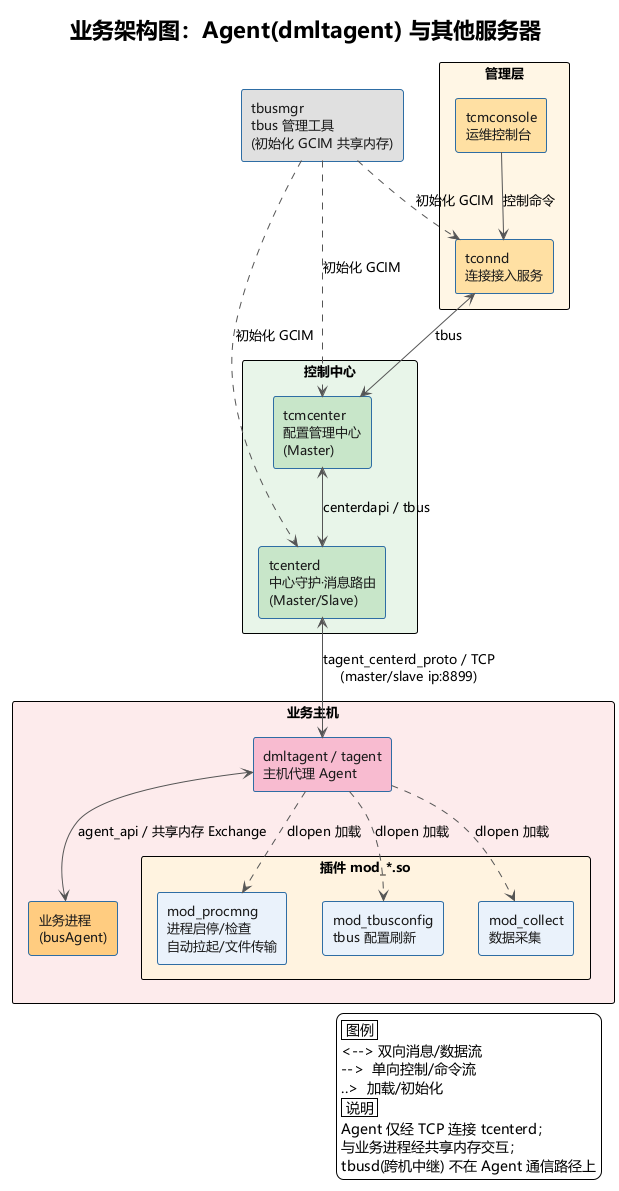 业务架构图：Agent(dmltagent) 与其他服务器
管理层
tbusmgr
tbus 管理工具
(初始化 GCIM 共享内存)
tcmconsole
运维控制台
初始化 GCIM
控制命令
tconnd
连接接入服务
初始化 GCIM
初始化 GCIM
tbus
控制中心
tcmcenter
配置管理中心
(Master)
centerdapi / tbus
tcenterd
中心守护·消息路由
(Master/Slave)
tagent_centerd_proto / TCP
(master/slave ip:8899)
业务主机
dmltagent / tagent
主机代理 Agent
agent_api / 共享内存 Exchange
dlopen 加载
dlopen 加载
dlopen 加载
插件 mod_*.so
业务进程
(busAgent)
mod_procmng
进程启停/检查
自动拉起/文件传输
mod_tbusconfig
tbus 配置刷新
mod_collect
数据采集
图例
<--> 双向消息/数据流
--> 单向控制/命令流
..> 加载/初始化
说明
Agent 仅经 TCP 连接 tcenterd；
与业务进程经共享内存交互；
tbusd(跨机中继) 不在 Agent 通信路径上